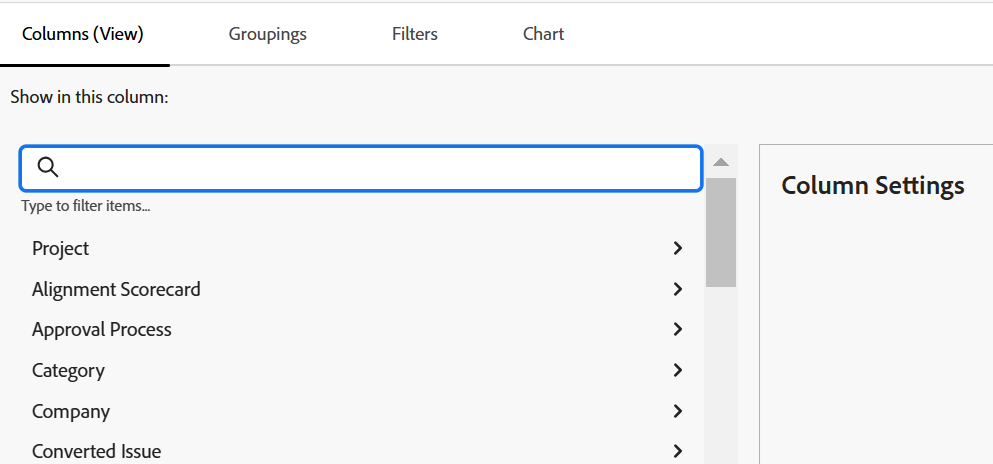 Columns (View) Groupings Filters Chart
Show in this column:
Type to filter items...
Column Settings
Project
Alignment Scorecard
Approval Process
Category
Company
Converted Issue